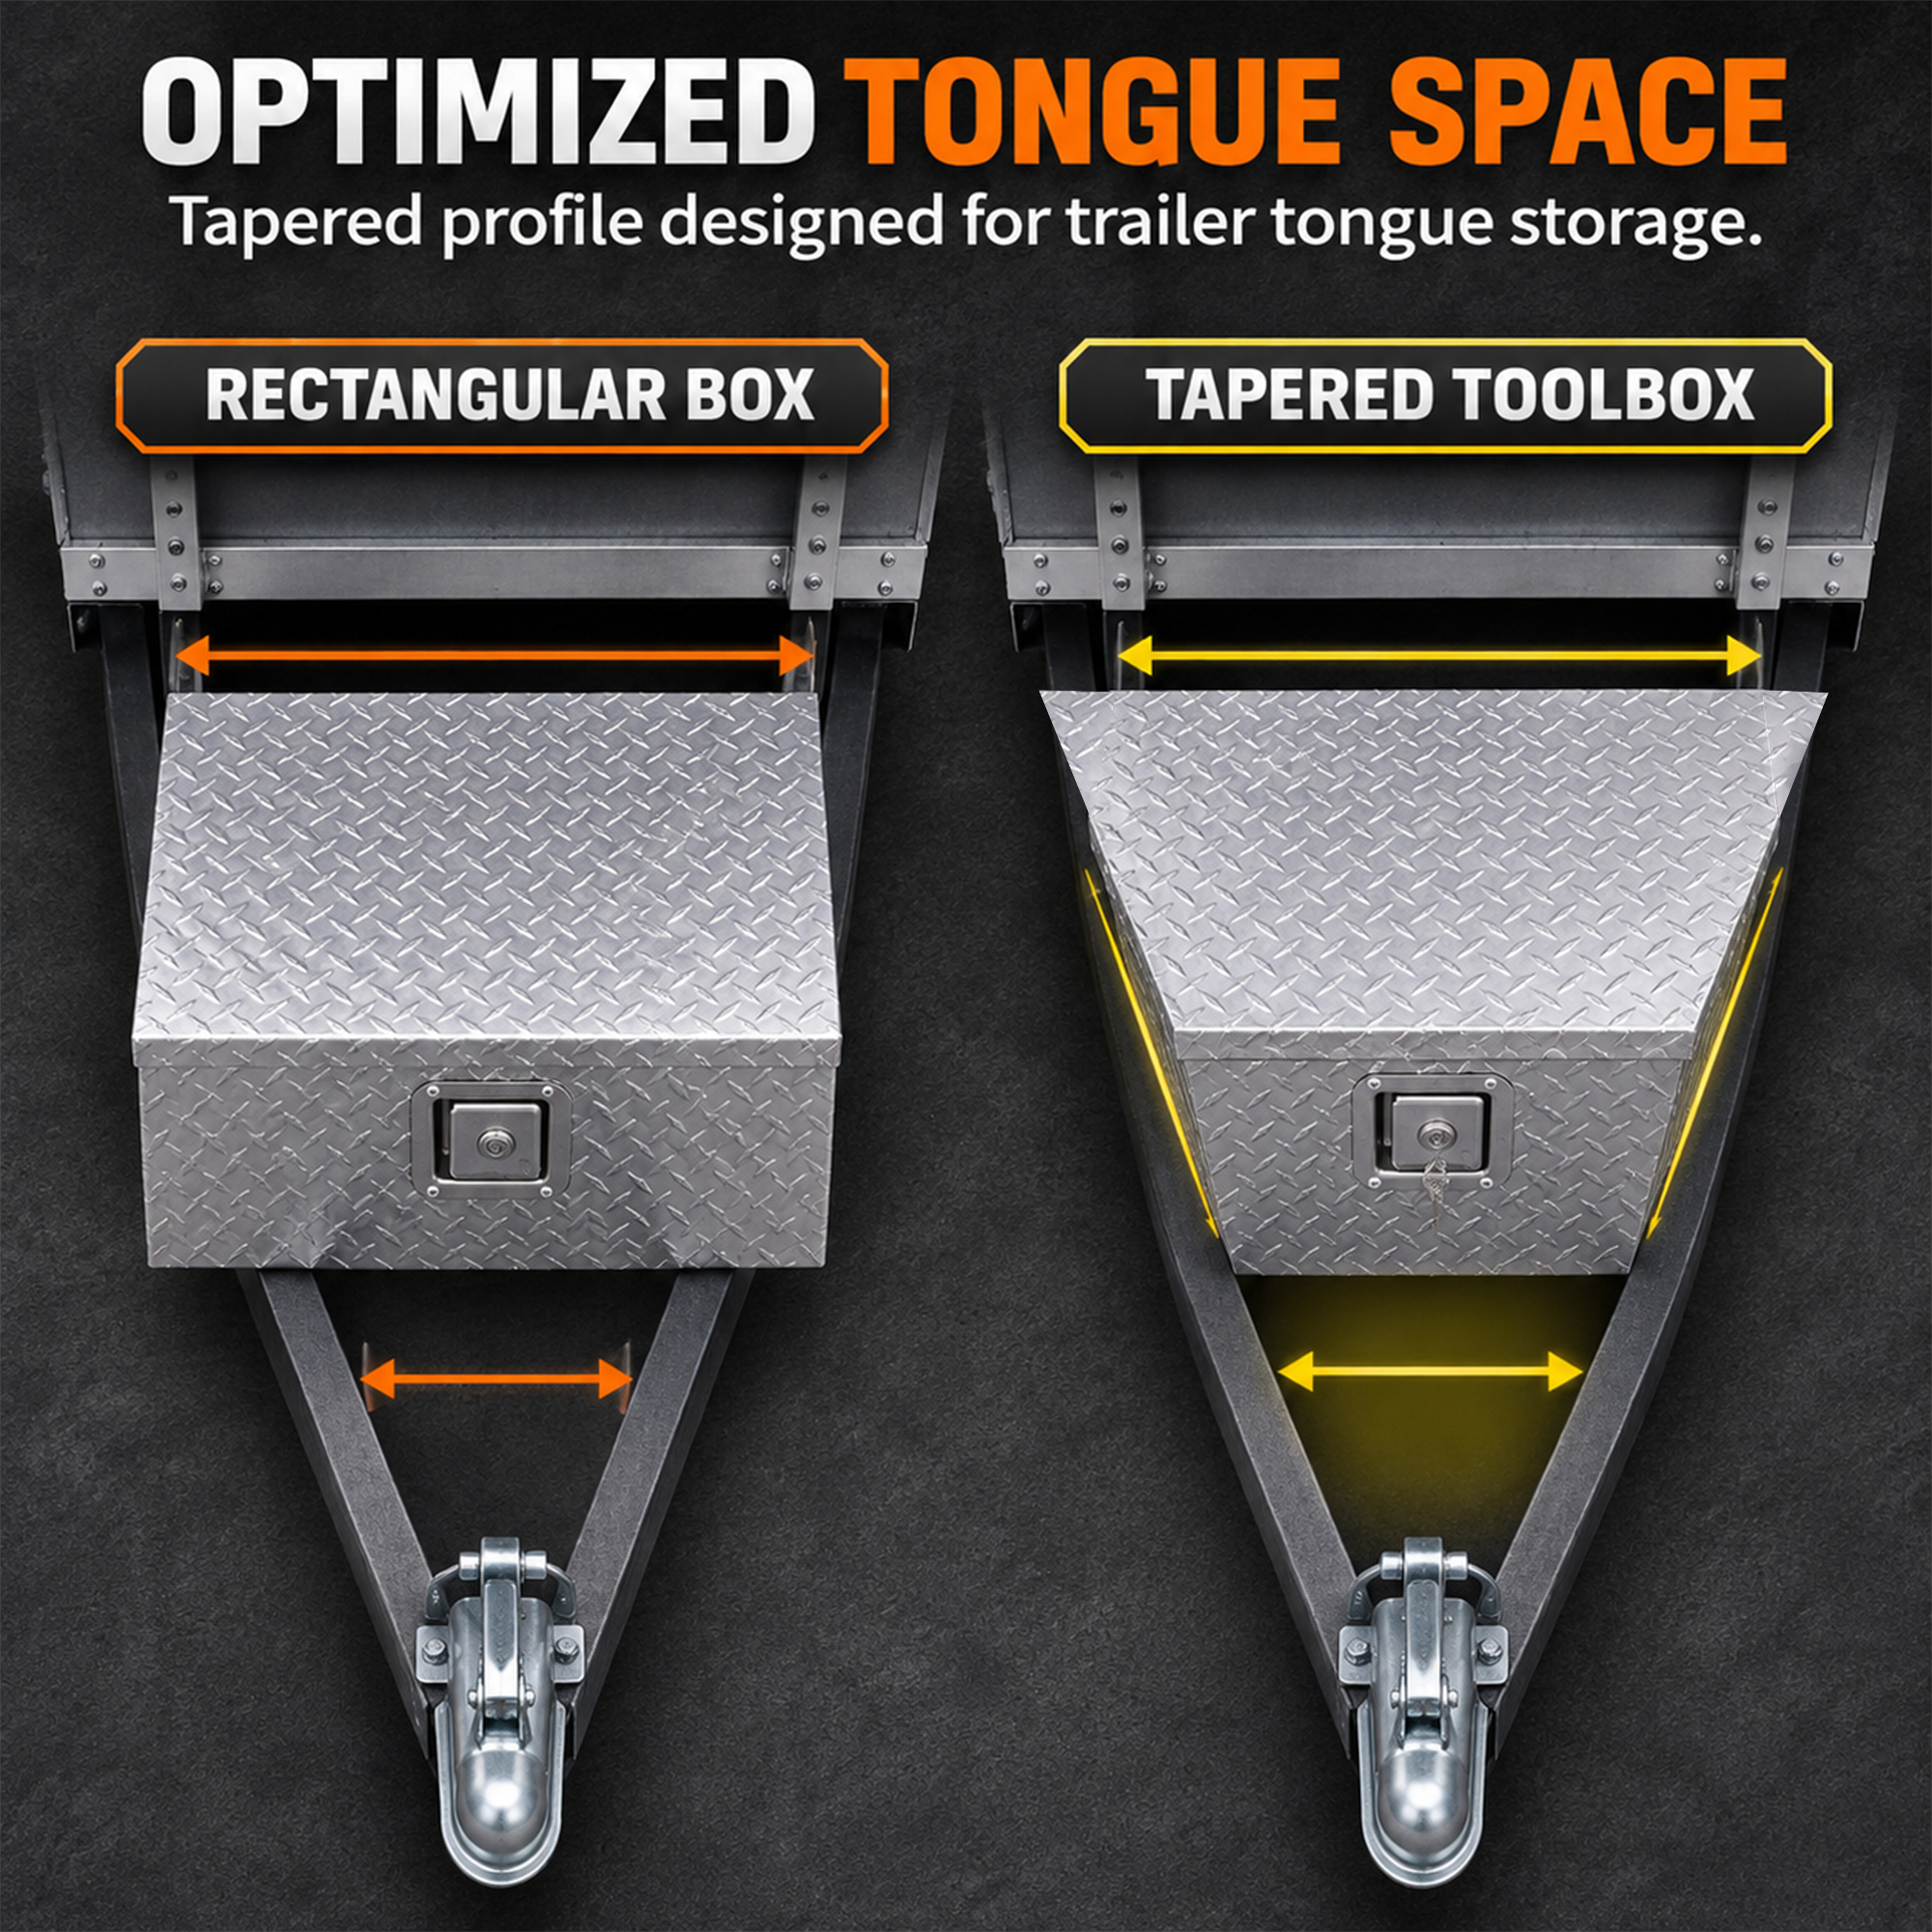 OPTIMIZED TONGUE SPACE
Tapered profile designed for trailer tongue storage.
RECTANGULAR BOX
TAPERED TOOLBOX